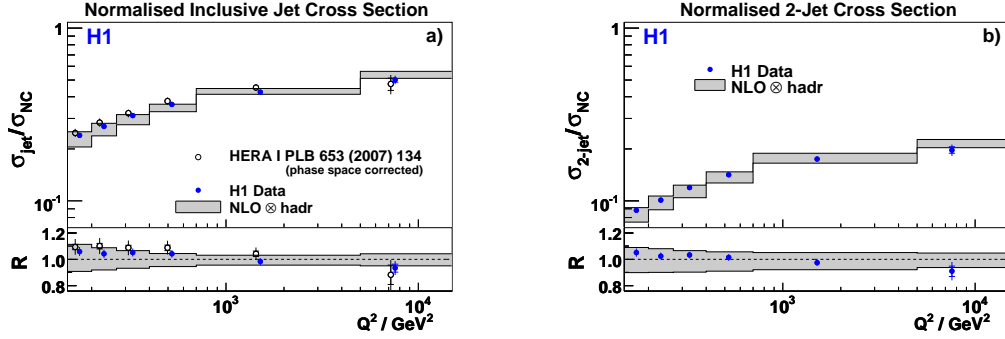 Normalised Inclusive Jet Cross Section
H1
a)
1
σjet/σNC
HERA I PLB 653 (2007) 134
(phase space corrected)
H1 Data
NLO ⊗ hadr
10⁻¹
1.2
1.0
0.8
R
10³
10⁴
Q² / GeV²
Normalised 2-Jet Cross Section
H1
b)
1
σ2-jet/σNC
H1 Data
NLO ⊗ hadr
10⁻¹
1.2
1.0
0.8
R
10³
10⁴
Q² / GeV²